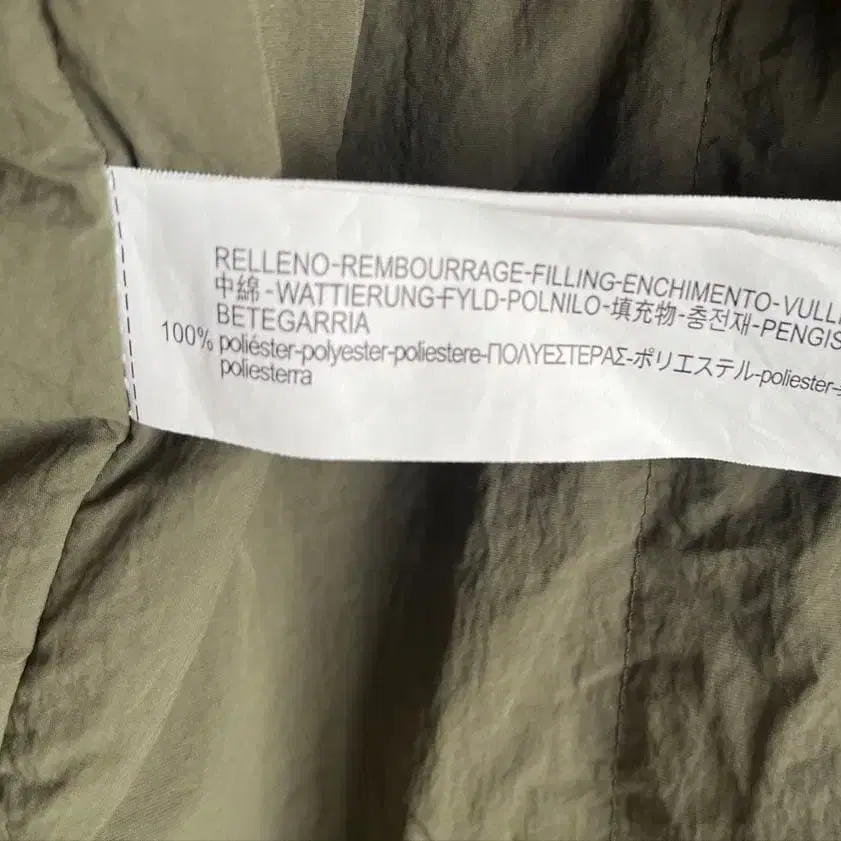 RELLENO-REMBOURRAGE-FILLING-ENCHIMENTO-VULLI
中綿-WATTIERUNG-FYLD-POLNILO-填充物-충전재-PENGIS
BETEGARRIA
100% poliéster-polyester-poliestere-ΠΟΛΥΕΣΤΕΡΑΣ-ポリエステル-poliester-
poliesterra